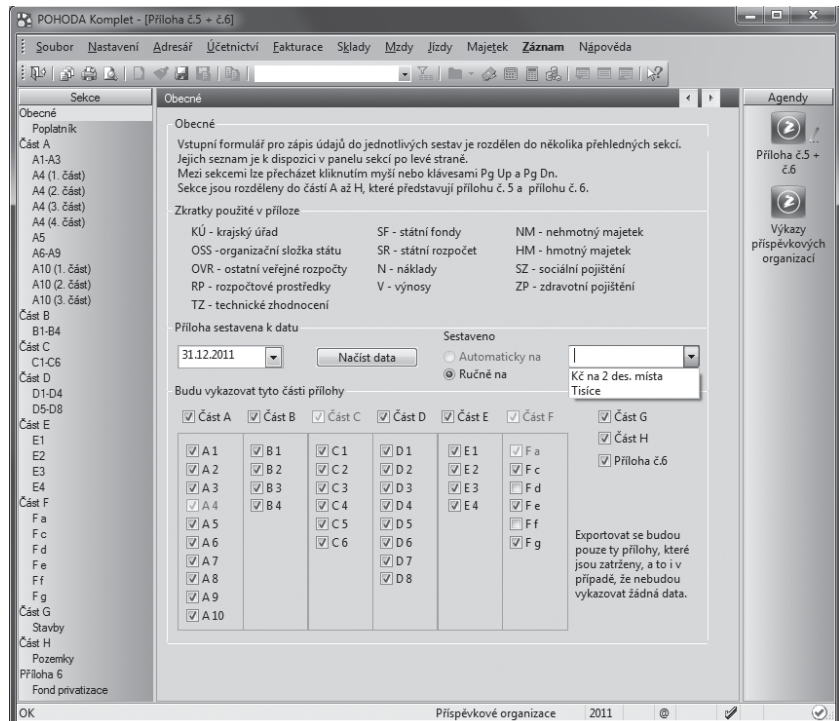 POHODA Komplet - [Příloha č.5 + č.6]
Soubor Nastavení Adresář Účetnictví Fakturace Sklady Mzdy Jízdy Majetek Záznam Nápověda
Sekce
Obecné
Poplatník
Část A
A1-A3
A4 (1. část)
A4 (2. část)
A4 (3. část)
A4 (4. část)
A5
A6-A9
A10 (1. část)
A10 (2. část)
A10 (3. část)
Část B
B1-B4
Část C
C1-C6
Část D
D1-D4
D5-D8
Část E
E1
E2
E3
E4
Část F
F a
F c
F d
F e
F f
F g
Část G
Stavby
Část H
Pozemky
Příloha 6
Fond privatizace
Obecné
Obecné
Vstupní formulář pro zápis údajů do jednotlivých sestav je rozdělen do několika přehledných sekcí.
Jejich seznam je k dispozici v panelu sekcí po levé straně.
Mezi sekcemi lze přecházet kliknutím myší nebo klávesami Pg Up a Pg Dn.
Sekce jsou rozděleny do částí A až H, které představují přílohu č. 5 a přílohu č. 6.
Zkratky použité v příloze
KÚ - krajský úřad SF - státní fondy NM - nehmotný majetek
OSS -organizační složka státu SR - státní rozpočet HM - hmotný majetek
OVR - ostatní veřejné rozpočty N - náklady SZ - sociální pojištění
RP - rozpočtové prostředky V - výnosy ZP - zdravotní pojištění
TZ - technické zhodnocení
Příloha sestavena k datu
31.12.2011
Načíst data
Sestaveno
Automaticky na
Ručně na
Kč na 2 des. místa
Tisíce
Budu vykazovat tyto části přílohy
Část A Část B Část C Část D Část E Část F Část G
Část H
Příloha č.6
A 1 B 1 C 1 D 1 E 1 F a
A 2 B 2 C 2 D 2 E 2 F c
A 3 B 3 C 3 D 3 E 3 F d
A 4 B 4 C 4 D 4 E 4 F e
A 5 C 5 D 5 F f
A 6 C 6 D 6 F g
A 7 D 7
A 8 D 8
A 9
A 10
Exportovat se budou
pouze ty přílohy, které
jsou zatrženy, a to i v
případě, že nebudou
vykazovat žádná data.
Agendy
Příloha č.5 +
č.6
Výkazy
příspěvkových
organizací
OK Příspěvkové organizace 2011 @